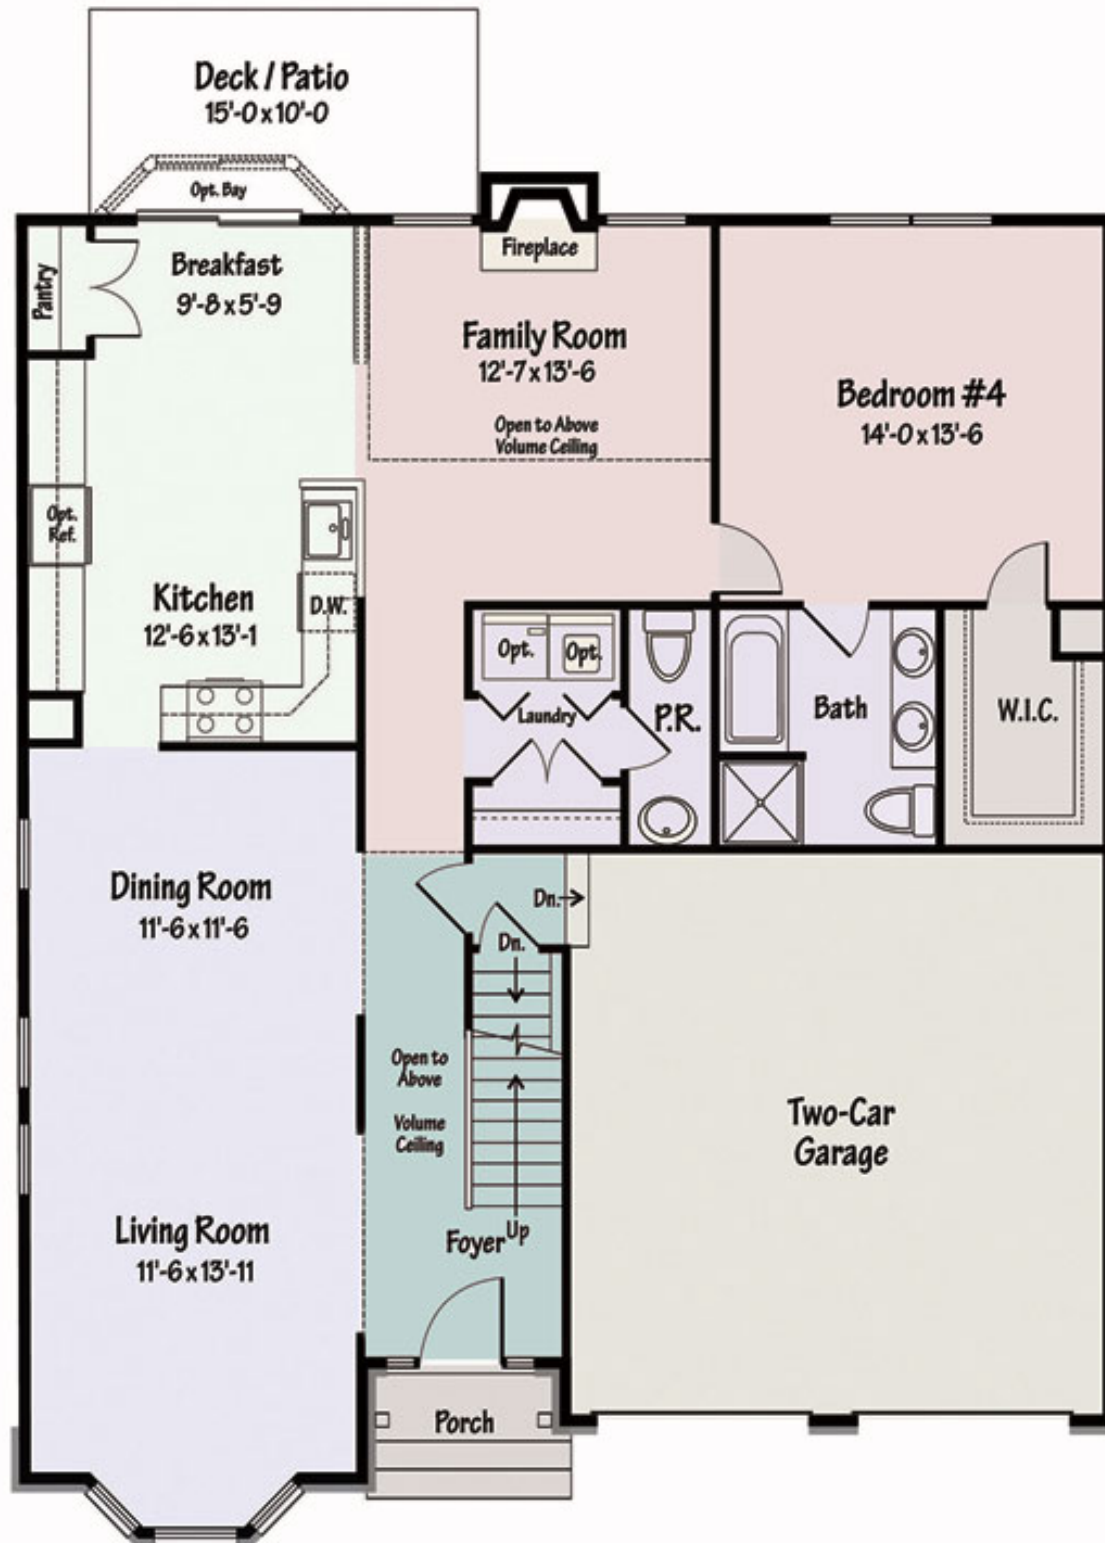 Deck / Patio
15'-0 x 10'-0
Opt. Bay
Pantry
Breakfast
9'-8 x 5'-9
Fireplace
Family Room
12'-7 x 13'-6
Open to Above
Volume Ceiling
Bedroom #4
14'-0 x 13'-6
Opt.
Ref.
Kitchen
12'-6 x 13'-1
D.W.
Opt.
Opt.
Laundry
P.R.
Bath
W.I.C.
Dining Room
11'-6 x 11'-6
Dn.
Dn.
Open to
Above
Volume
Ceiling
Two-Car
Garage
Living Room
11'-6 x 13'-11
Foyer
Up
Porch